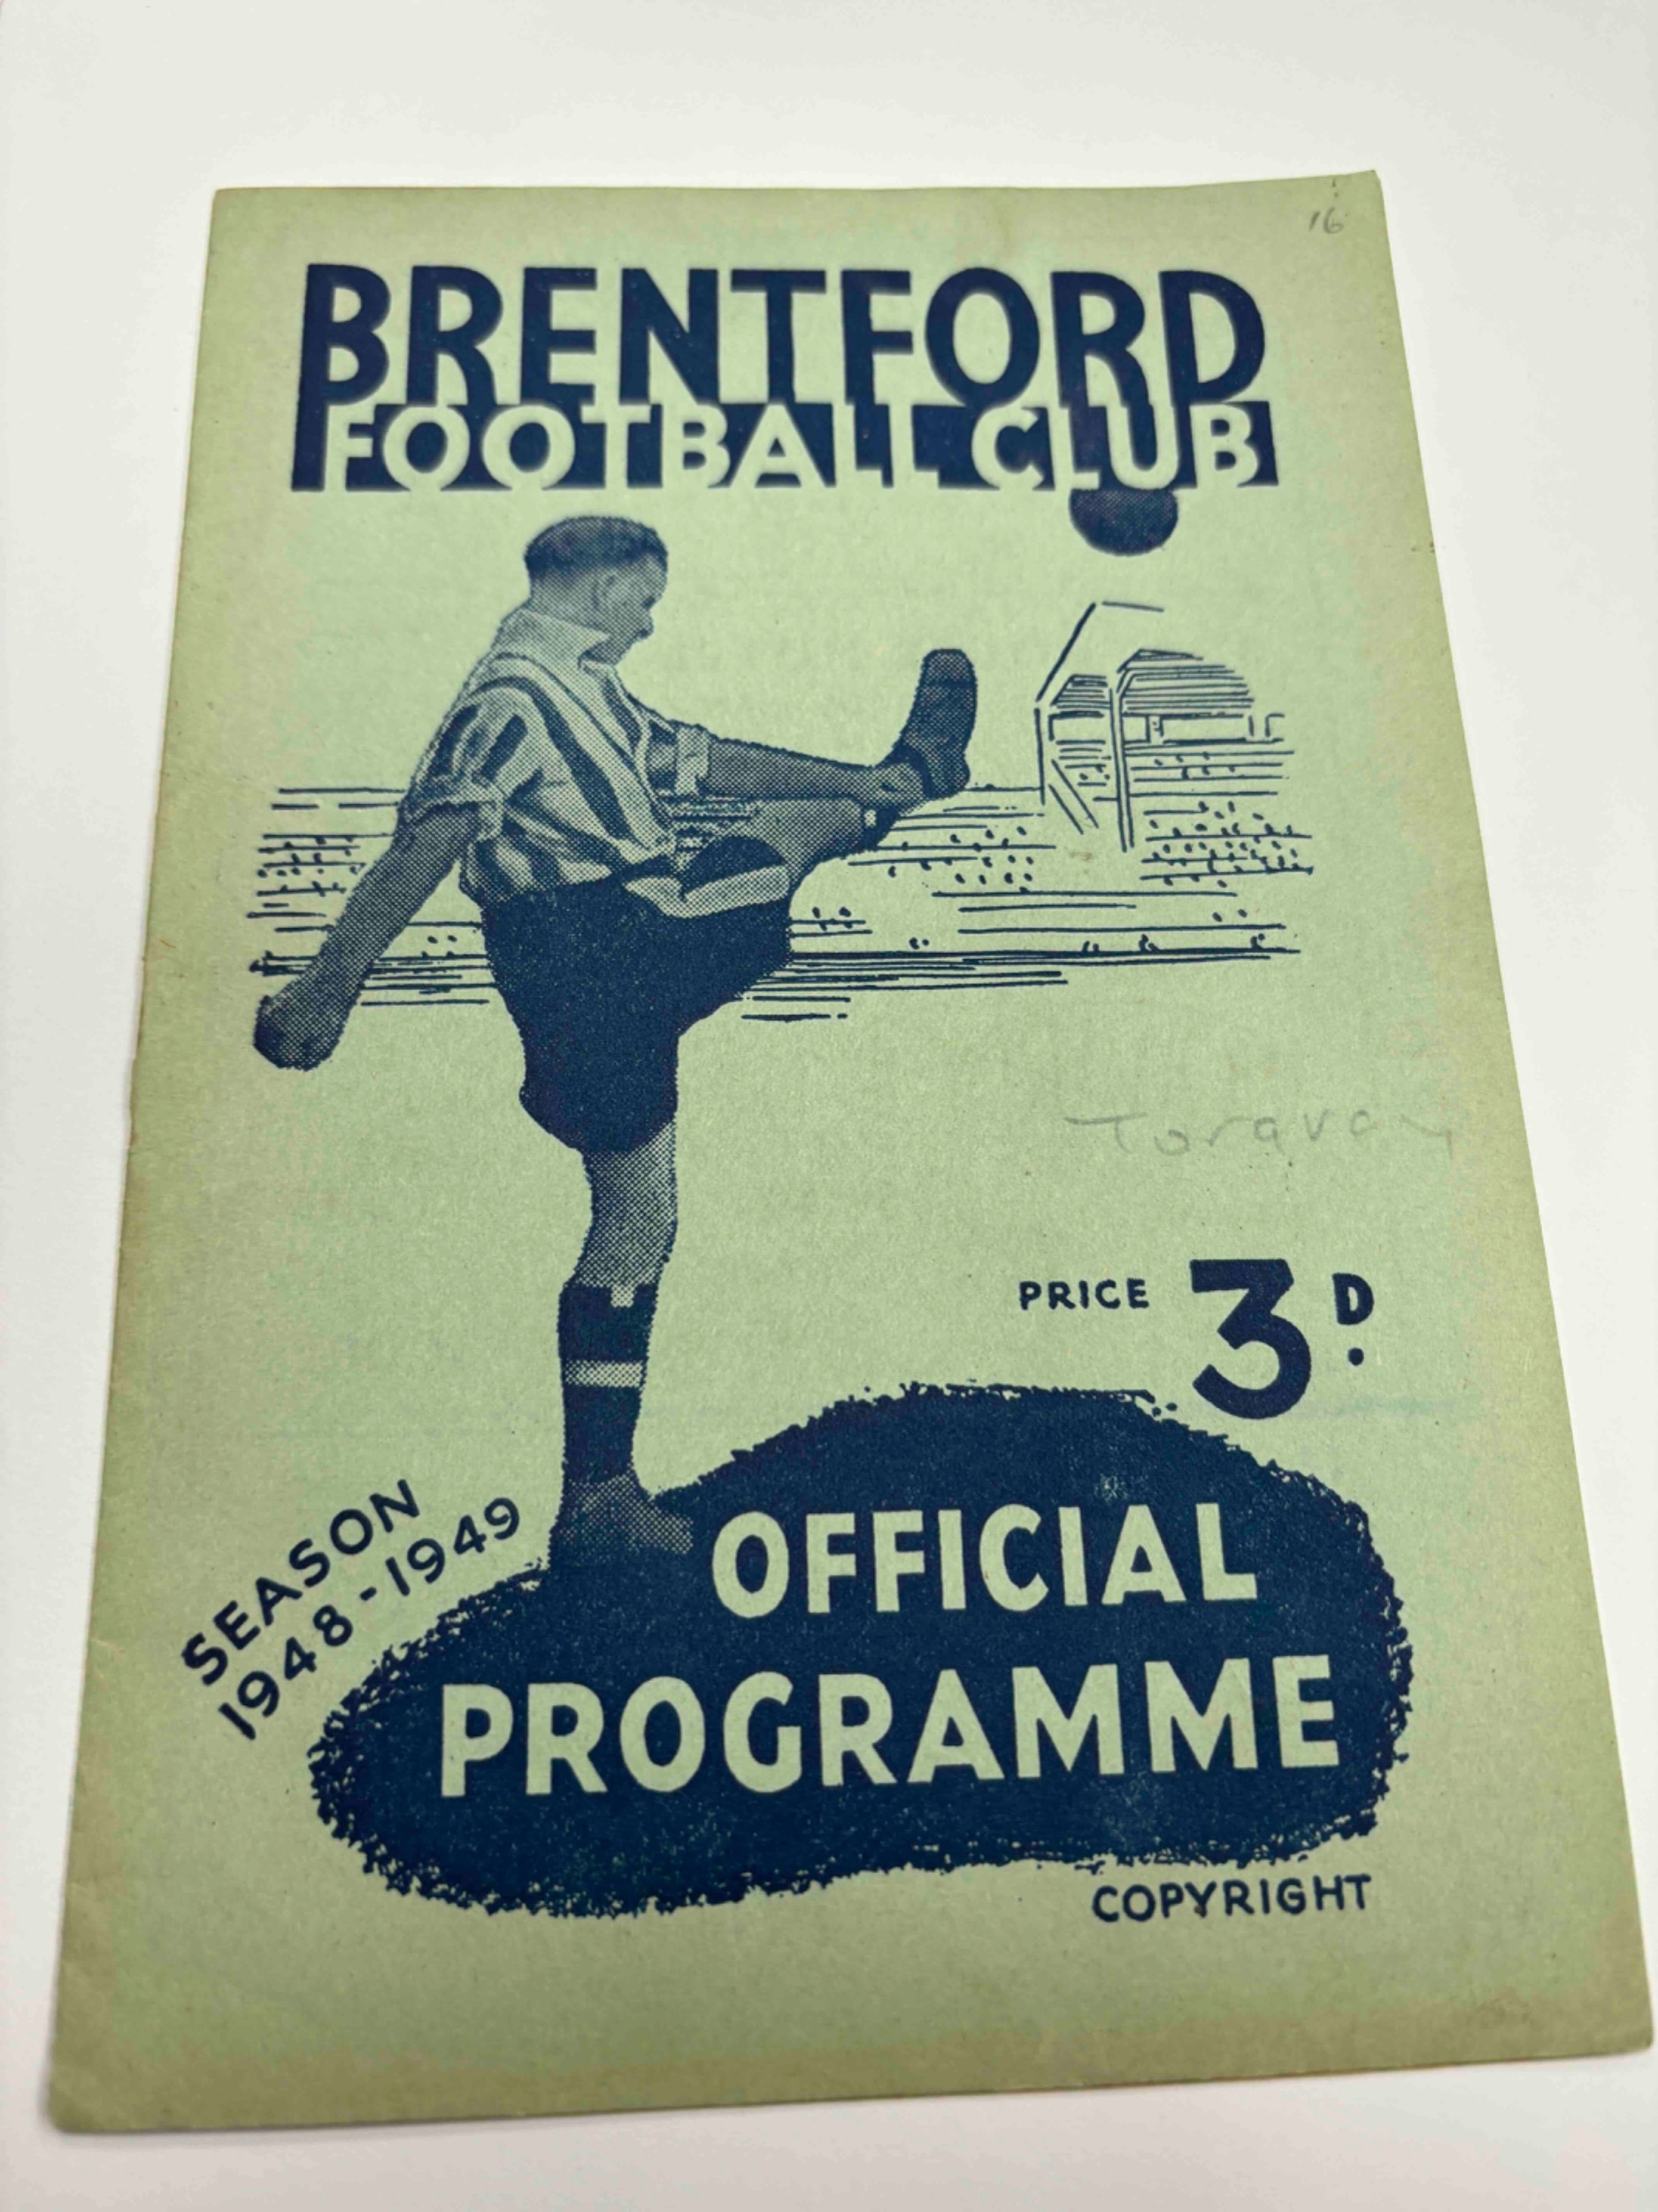 16
BRENTFORD
FOOTBALL CLUB
PRICE 3D.
SEASON
1948-1949
OFFICIAL
PROGRAMME
COPYRIGHT